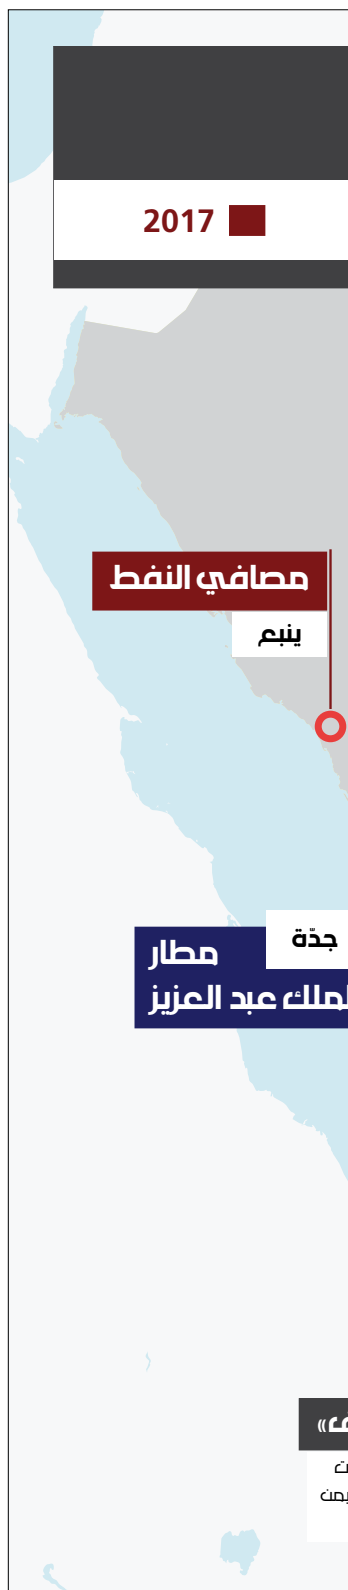 2017
مصافي النفط
ينبع
جدّة
مطار
الملك عبد العزيز